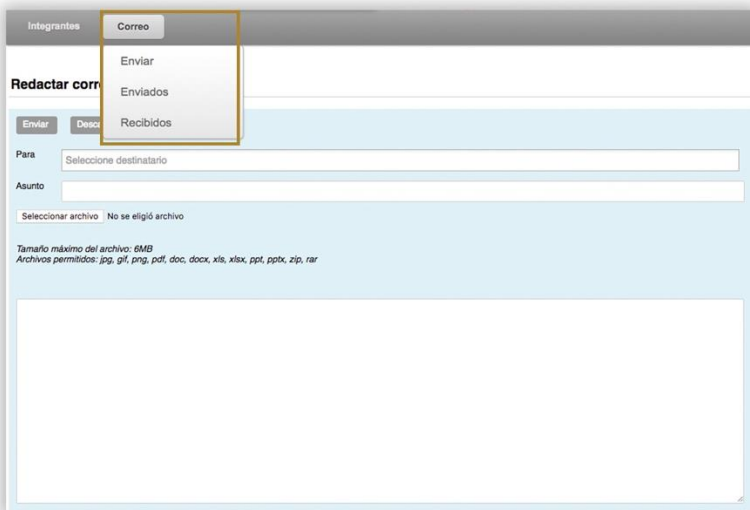 Integrantes Correo
Enviar
Redactar corr
Enviados
Enviar Desca Recibidos
Para Seleccione destinatario
Asunto
Seleccionar archivo No se eligió archivo
Tamaño máximo del archivo: 6MB
Archivos permitidos: jpg, gif, png, pdf, doc, docx, xls, xlsx, ppt, pptx, zip, rar